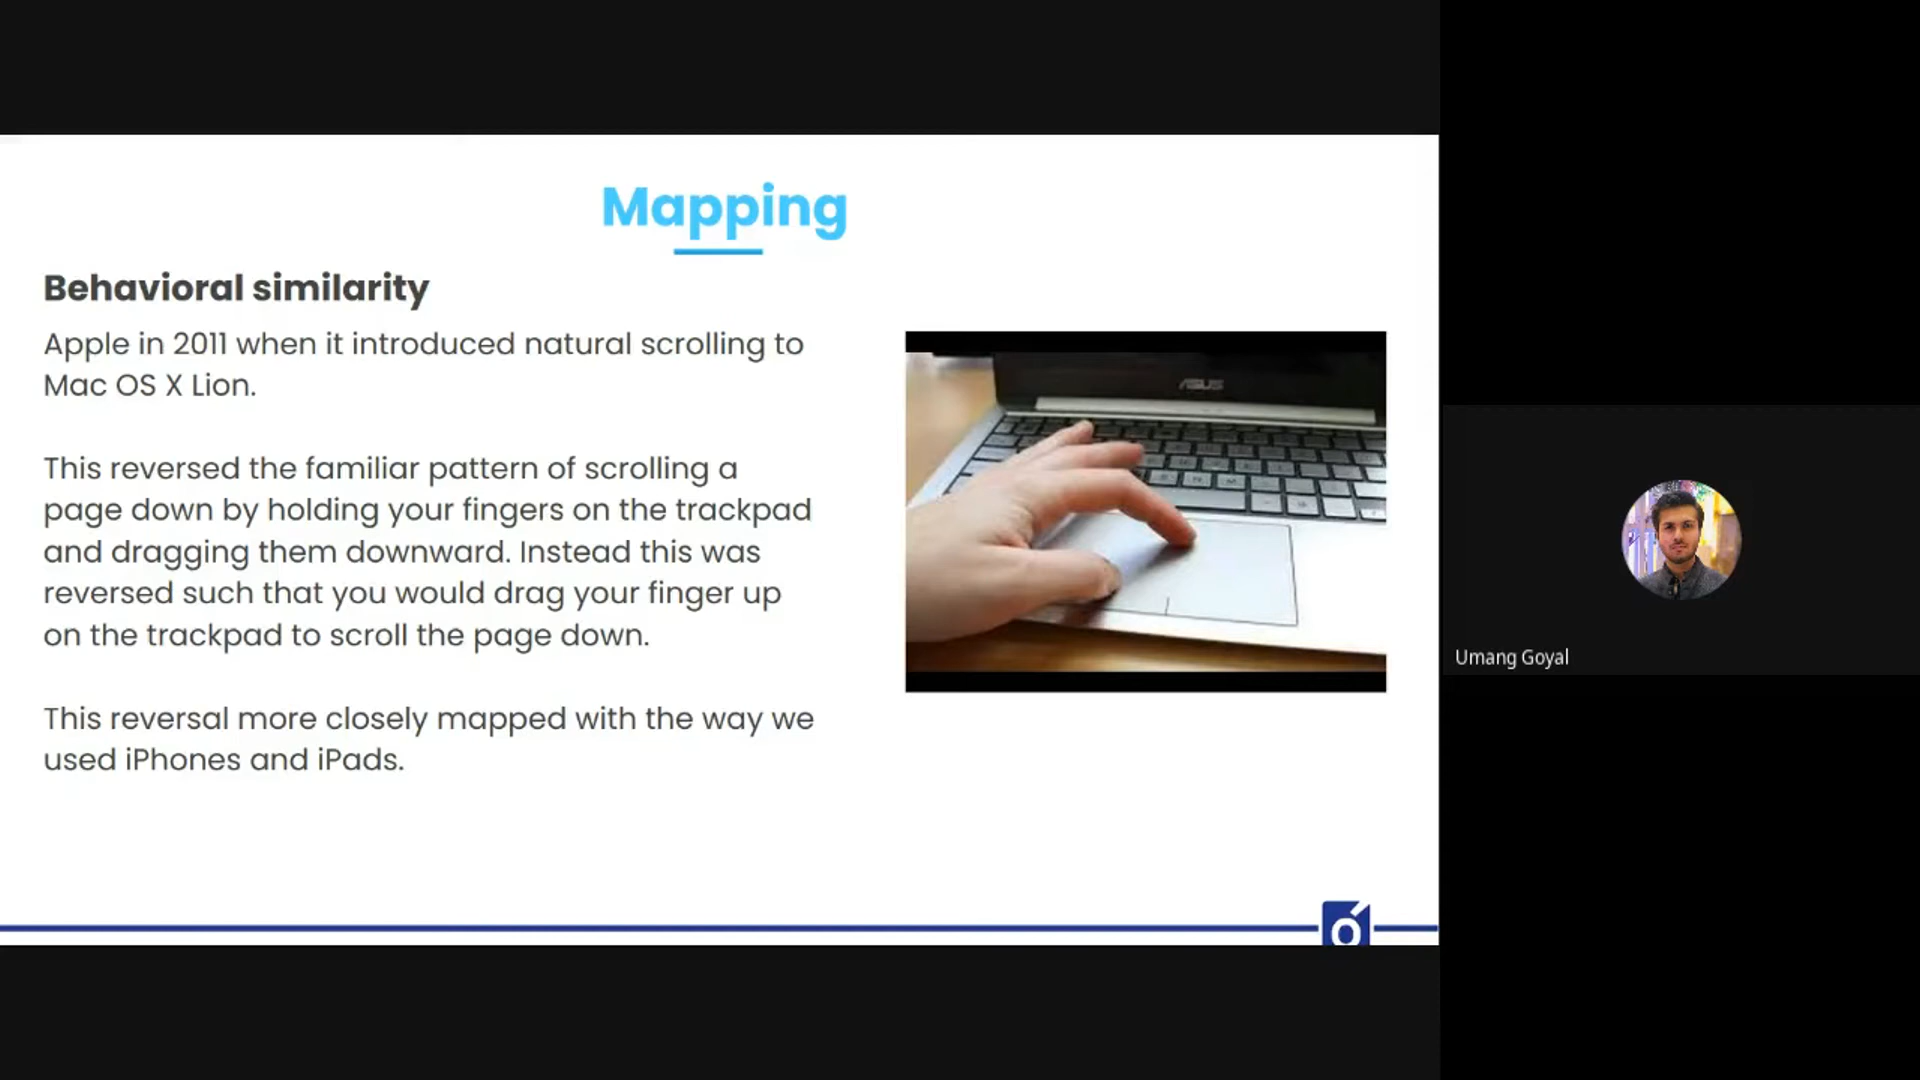 Mapping
Behavioral similarity
Apple in 2011 when it introduced natural scrolling to
Mac OS X Lion.
This reversed the familiar pattern of scrolling a
page down by holding your fingers on the trackpad
and dragging them downward. Instead this was
reversed such that you would drag your finger up
on the trackpad to scroll the page down.
This reversal more closely mapped with the way we
used iPhones and iPads.
ASUS
Umang Goyal